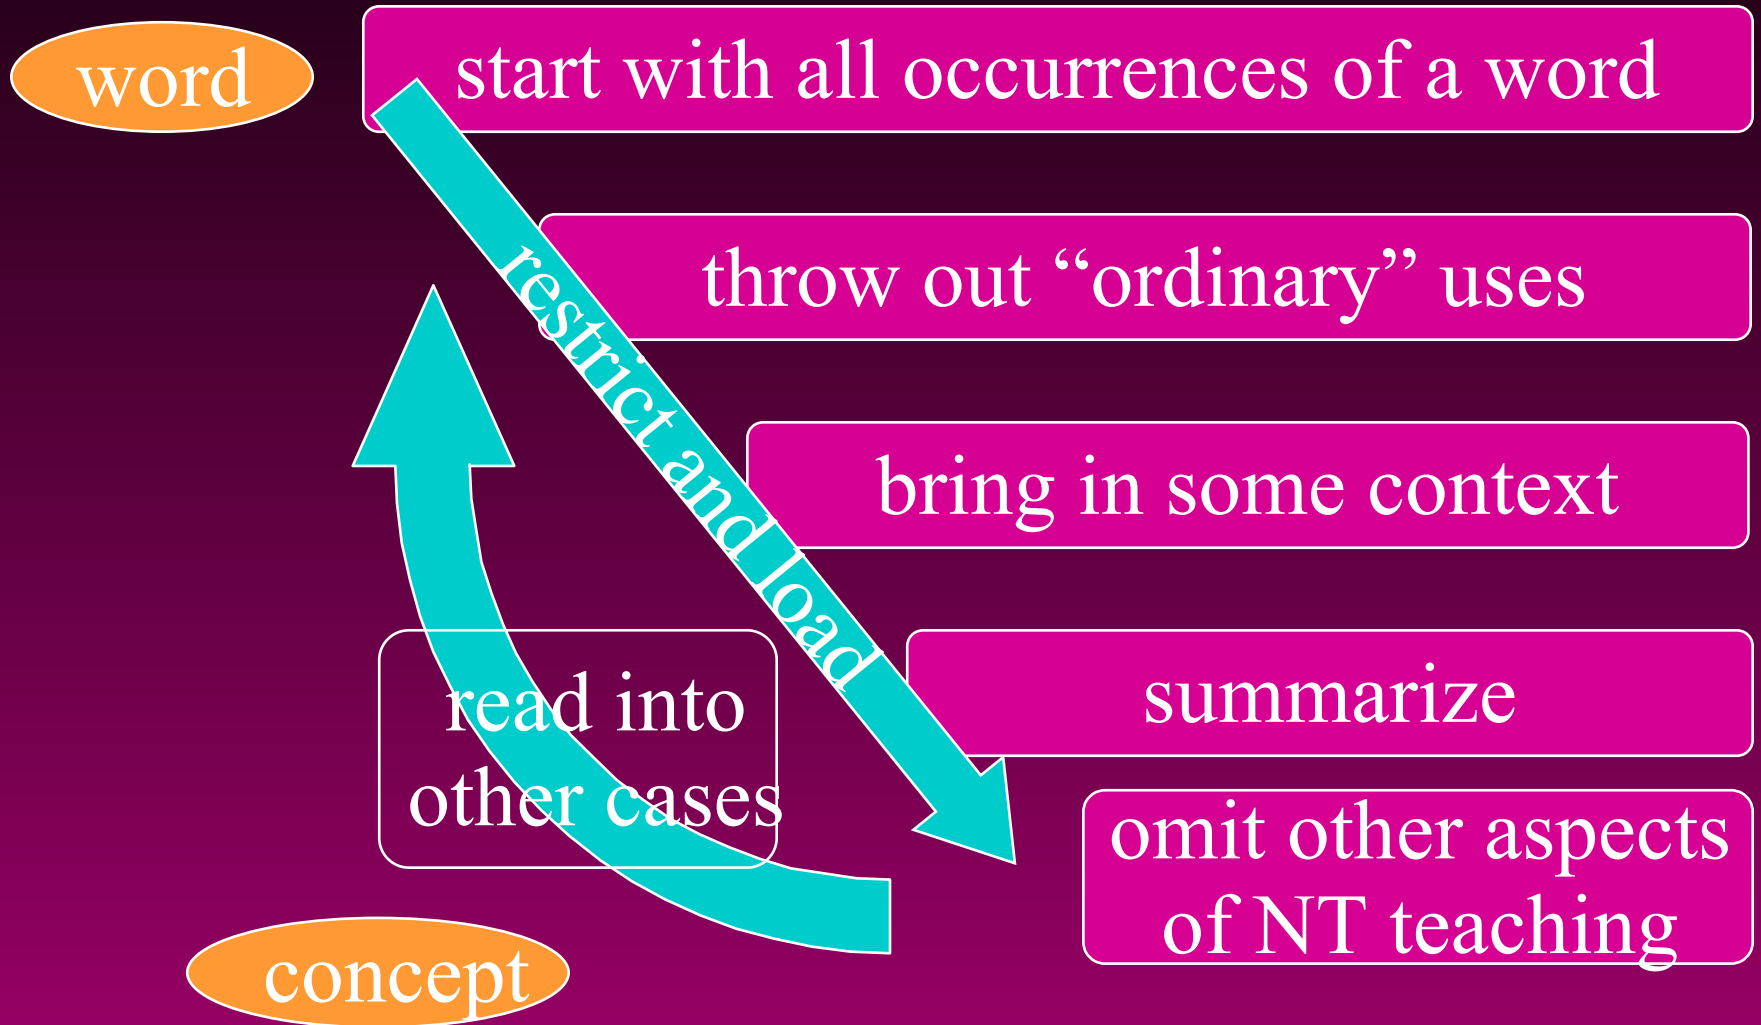 word
start with all occurrences of a word
throw out “ordinary” uses
restrict and load
bring in some context
summarize
read into
other cases
omit other aspects
of NT teaching
concept